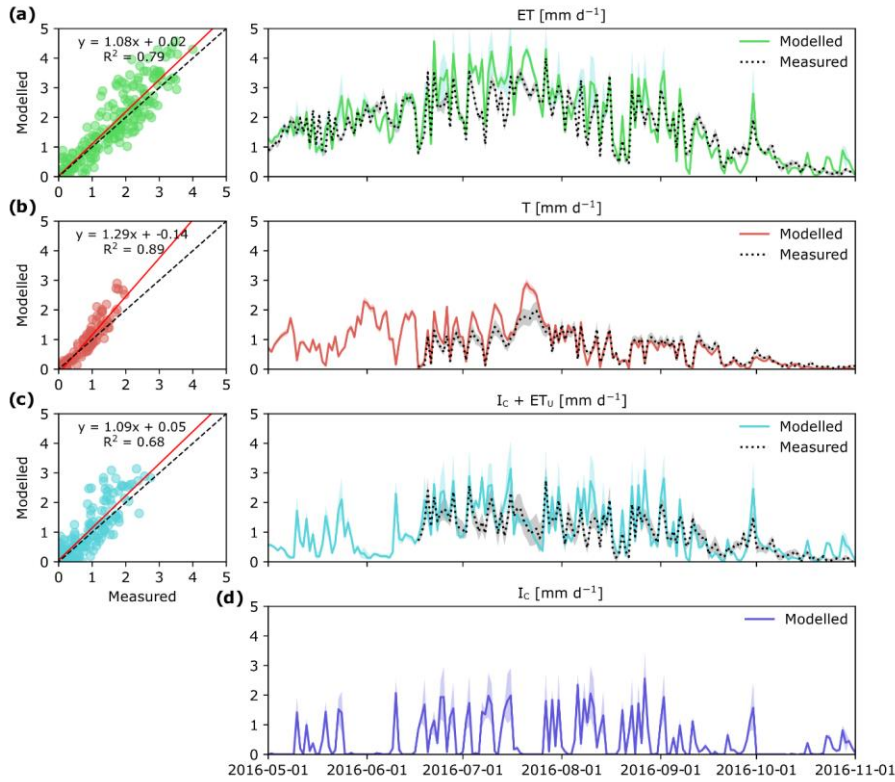 (a)
ET [mm d⁻¹]
y = 1.08x + 0.02
R² = 0.79
Modelled
5
4
3
2
1
0
0 1 2 3 4 5
5
4
3
2
1
0
Modelled
Measured
(b)
T [mm d⁻¹]
y = 1.29x + -0.14
R² = 0.89
Modelled
5
4
3
2
1
0
0 1 2 3 4 5
5
4
3
2
1
0
Modelled
Measured
(c)
I_C + ET_U [mm d⁻¹]
y = 1.09x + 0.05
R² = 0.68
Modelled
5
4
3
2
1
0
0 1 2 3 4 5
Measured
5
4
3
2
1
0
Modelled
Measured
(d)
I_C [mm d⁻¹]
5
4
3
2
1
0
Modelled
2016-05-01 2016-06-01 2016-07-01 2016-08-01 2016-09-01 2016-10-01 2016-11-01